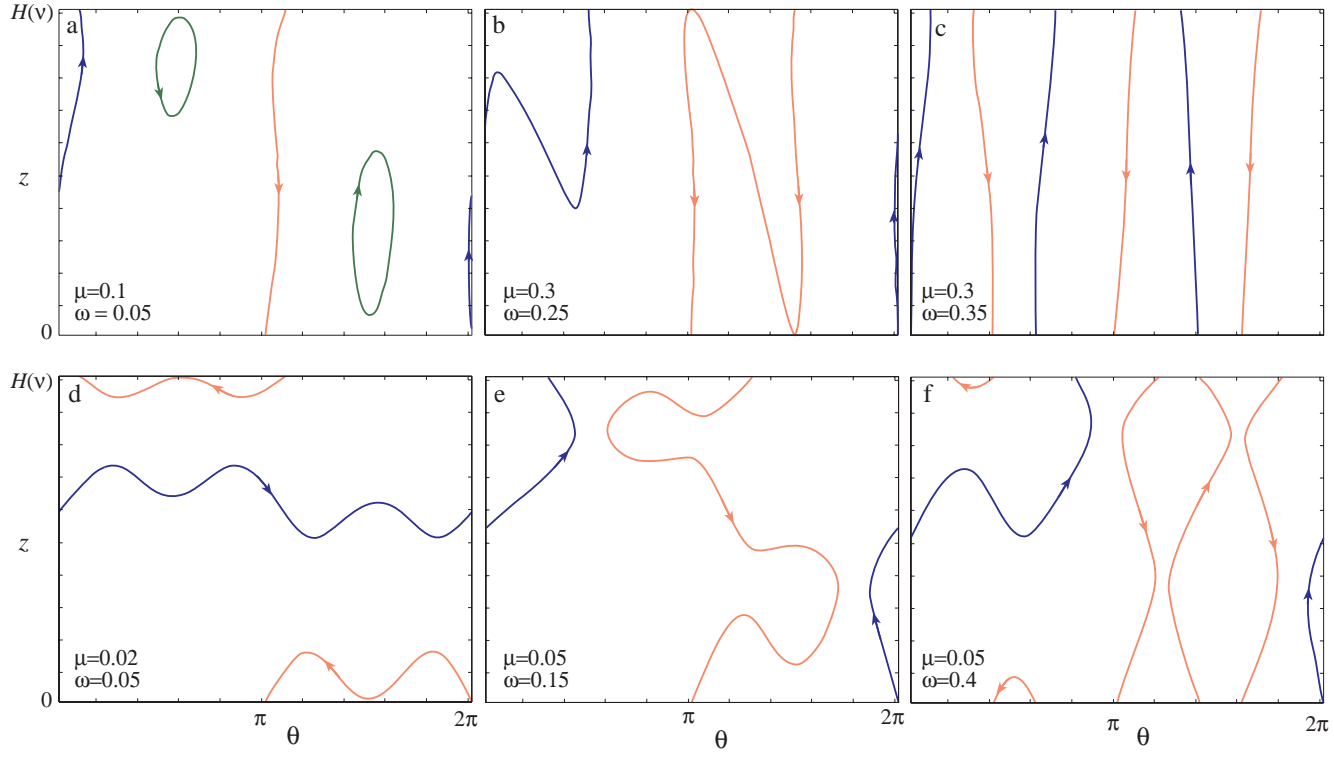 H(ν)
a
b
c
z
μ=0.1
ω = 0.05
μ=0.3
ω=0.25
μ=0.3
ω=0.35
0
H(ν)
d
e
f
z
μ=0.02
ω=0.05
μ=0.05
ω=0.15
μ=0.05
ω=0.4
0
π
2π
π
2π
π
2π
θ
θ
θ